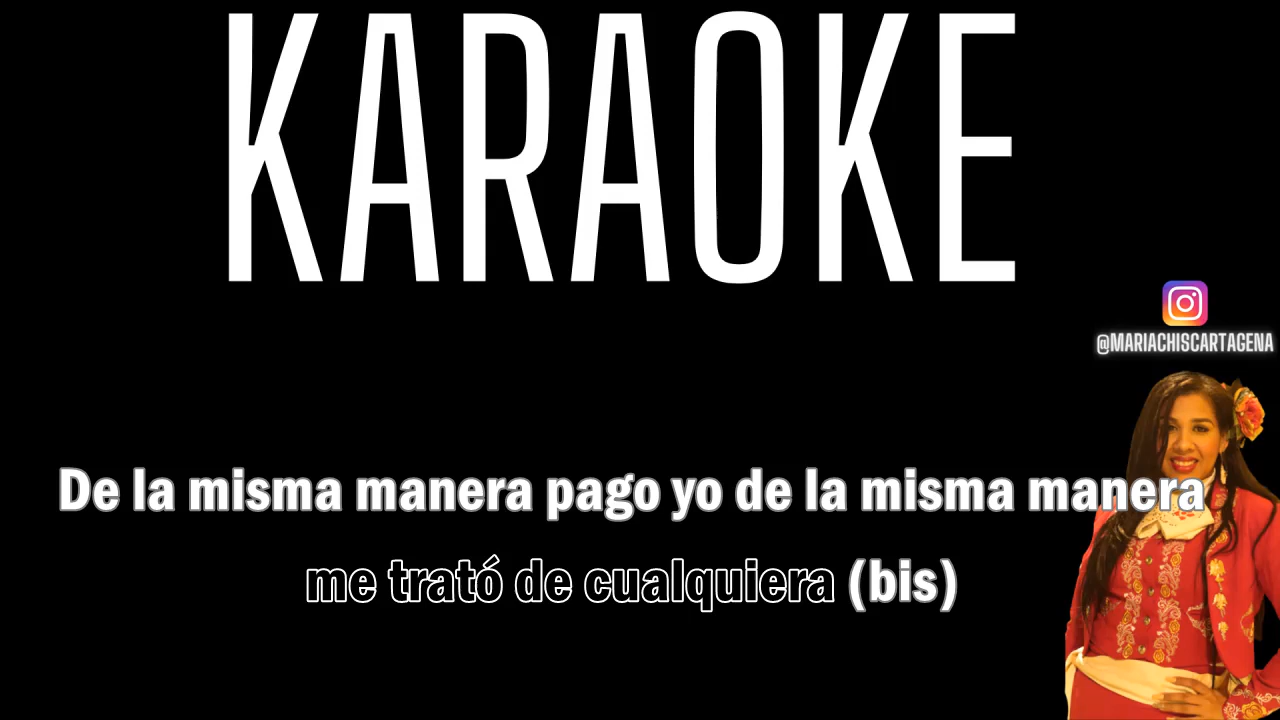 KARAOKE
@MARIACHISCARTAGENA
De la misma manera pago yo de la misma manera
me trató de cualquiera (bis)